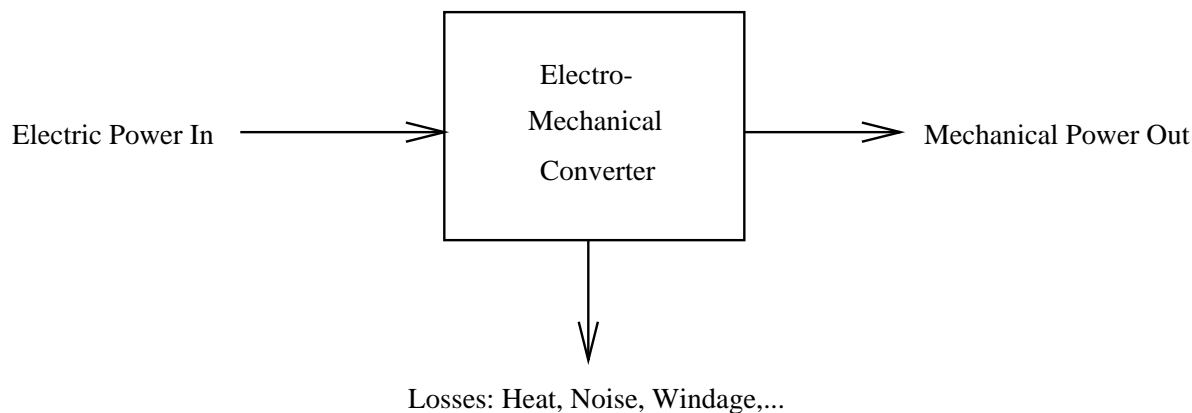 Electric Power In
Electro-
Mechanical
Converter
Mechanical Power Out
Losses: Heat, Noise, Windage,...